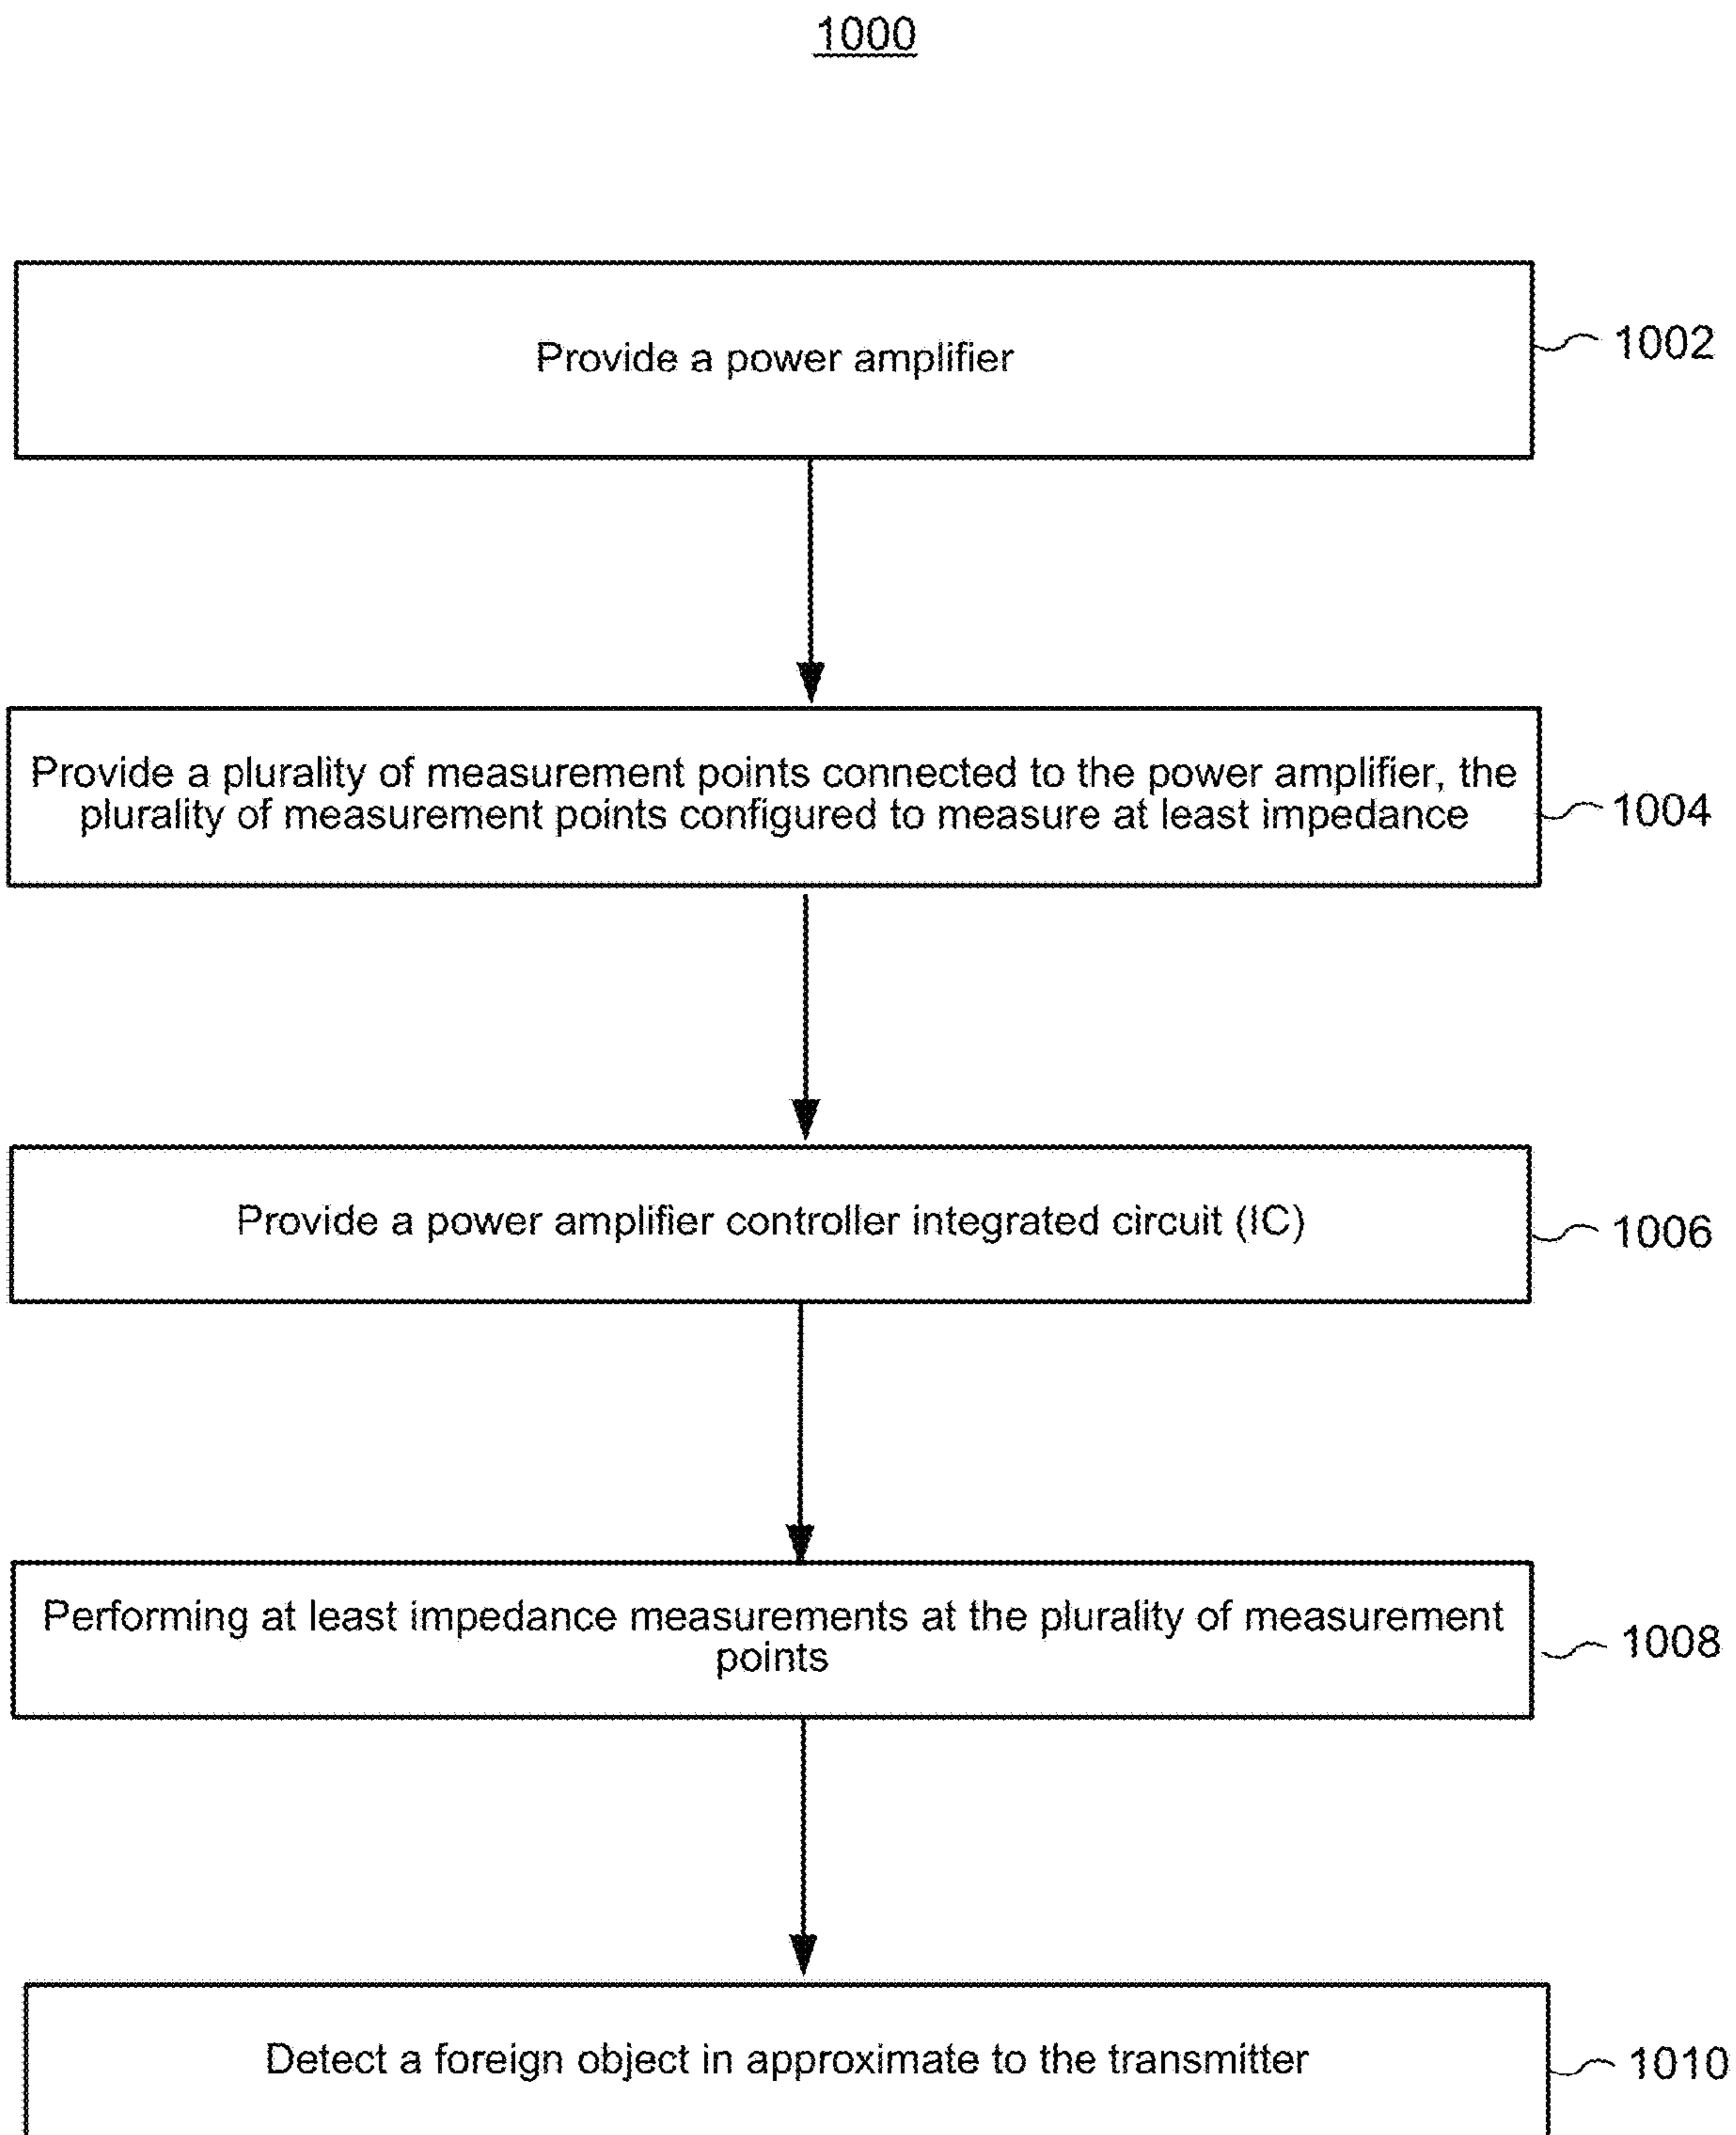 1000
Provide a power amplifier
1002
Provide a plurality of measurement points connected to the power amplifier, the
plurality of measurement points configured to measure at least impedance
1004
Provide a power amplifier controller integrated circuit (IC)
1006
Performing at least impedance measurements at the plurality of measurement
points
1008
Detect a foreign object in approximate to the transmitter
1010